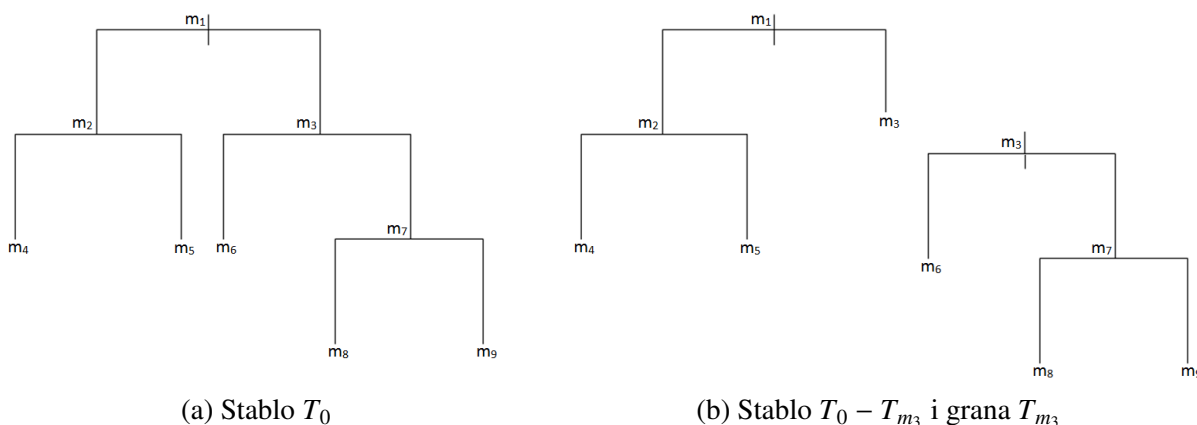 m₁
m₂ m₃
m₄ m₅ m₆ m₇
m₈ m₉
(a) Stablo T₀
m₁
m₂ m₃
m₃
m₄ m₅ m₆ m₇
m₈ m₉
(b) Stablo T₀ – Tₘ₃ i grana Tₘ₃